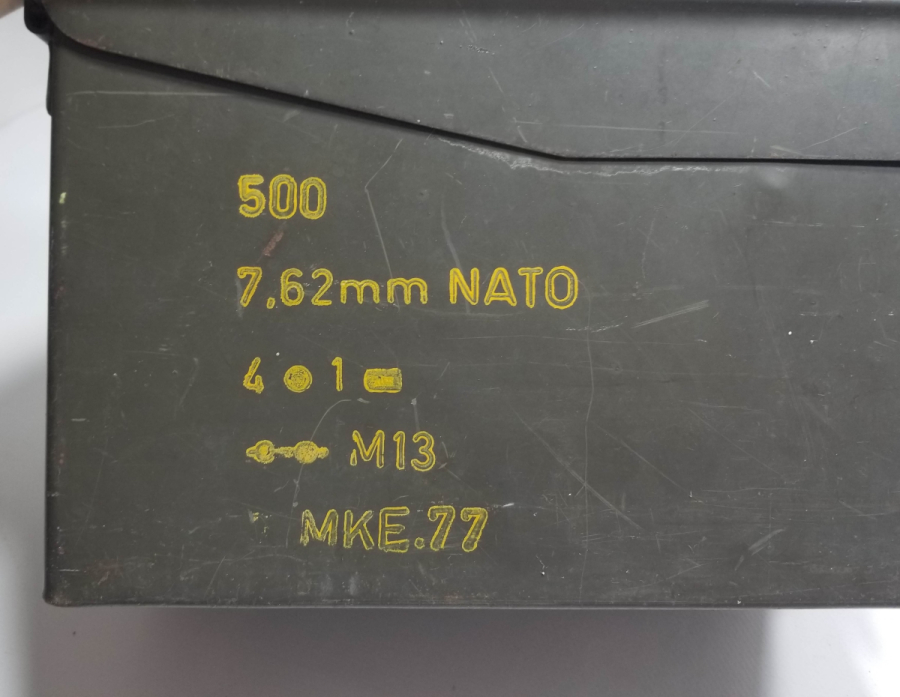 500
7.62mm NATO
4 ● 1 ▬
M13
MKE.77